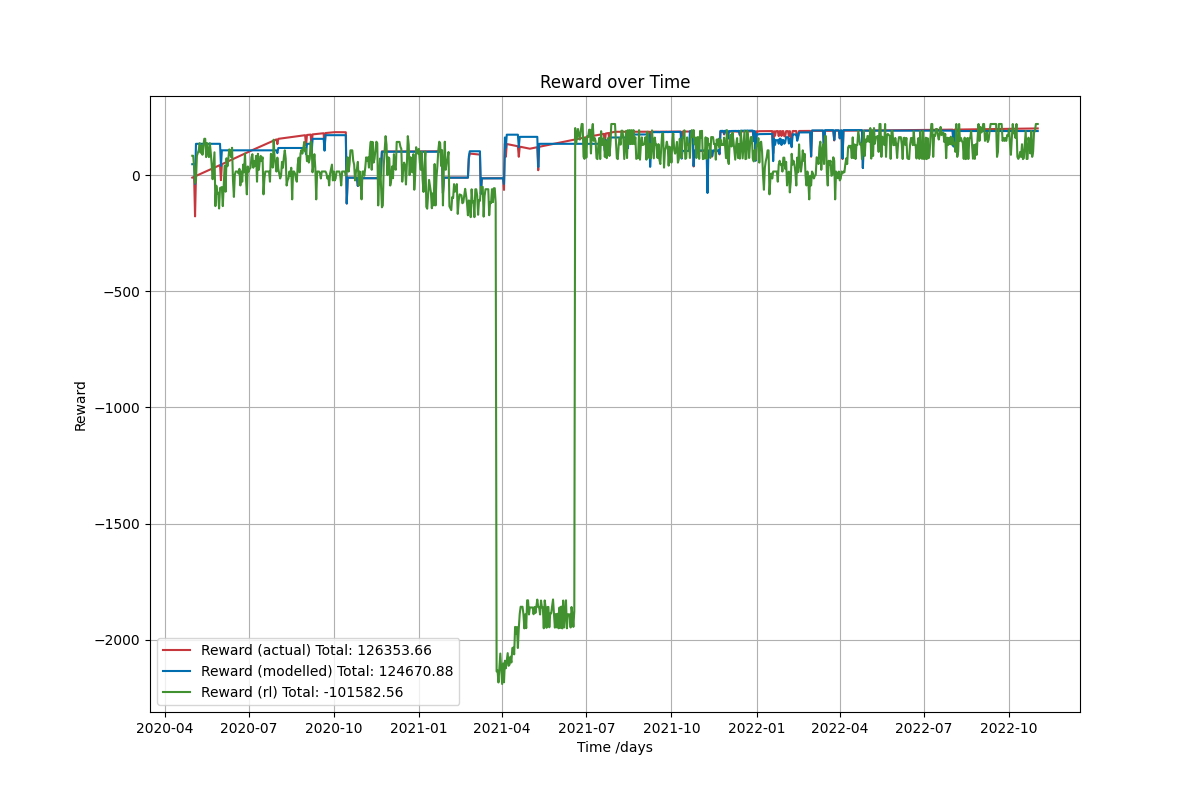 Reward over Time
Reward
0
−500
−1000
−1500
−2000
Reward (actual) Total: 126353.66
Reward (modelled) Total: 124670.88
Reward (rl) Total: -101582.56
2020-04 2020-07 2020-10 2021-01 2021-04 2021-07 2021-10 2022-01 2022-04 2022-07 2022-10
Time /days